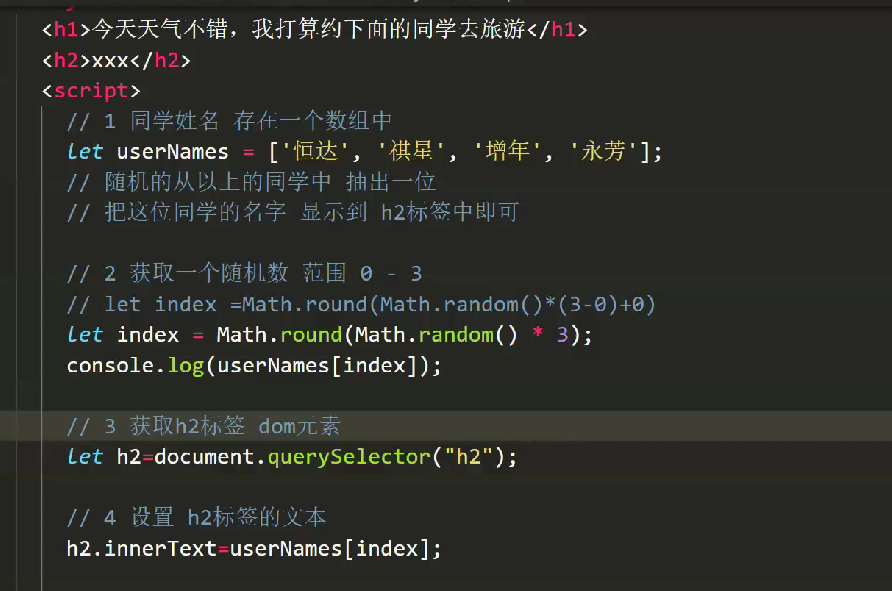 <h1>今天天气不错，我打算约下面的同学去旅游</h1>
<h2>xxx</h2>
<script>
// 1 同学姓名 存在一个数组中
let userNames = ['恒达', '祺星', '增年', '永芳'];
// 随机的从以上的同学中 抽出一位
// 把这位同学的名字 显示到 h2标签中即可
// 2 获取一个随机数 范围 0 - 3
// let index =Math.round(Math.random()*(3-0)+0)
let index = Math.round(Math.random() * 3);
console.log(userNames[index]);
// 3 获取h2标签 dom元素
let h2=document.querySelector("h2");
// 4 设置 h2标签的文本
h2.innerText=userNames[index];